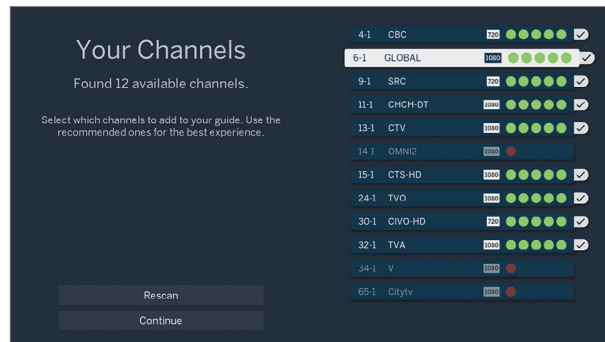 Your Channels
Found 12 available channels.
Select which channels to add to your guide. Use the
recommended ones for the best experience.
Rescan
Continue
4-1 CBC 720
6-1 GLOBAL 1080
9-1 SRC 720
11-1 CHCH-DT 1080
13-1 CTV 1080
14-1 OMNI2 1080
15-1 CTS-HD 1080
24-1 TVO 1080
30-1 CIVO-HD 720
32-1 TVA 1080
34-1 V 1080
65-1 Citytv 1080